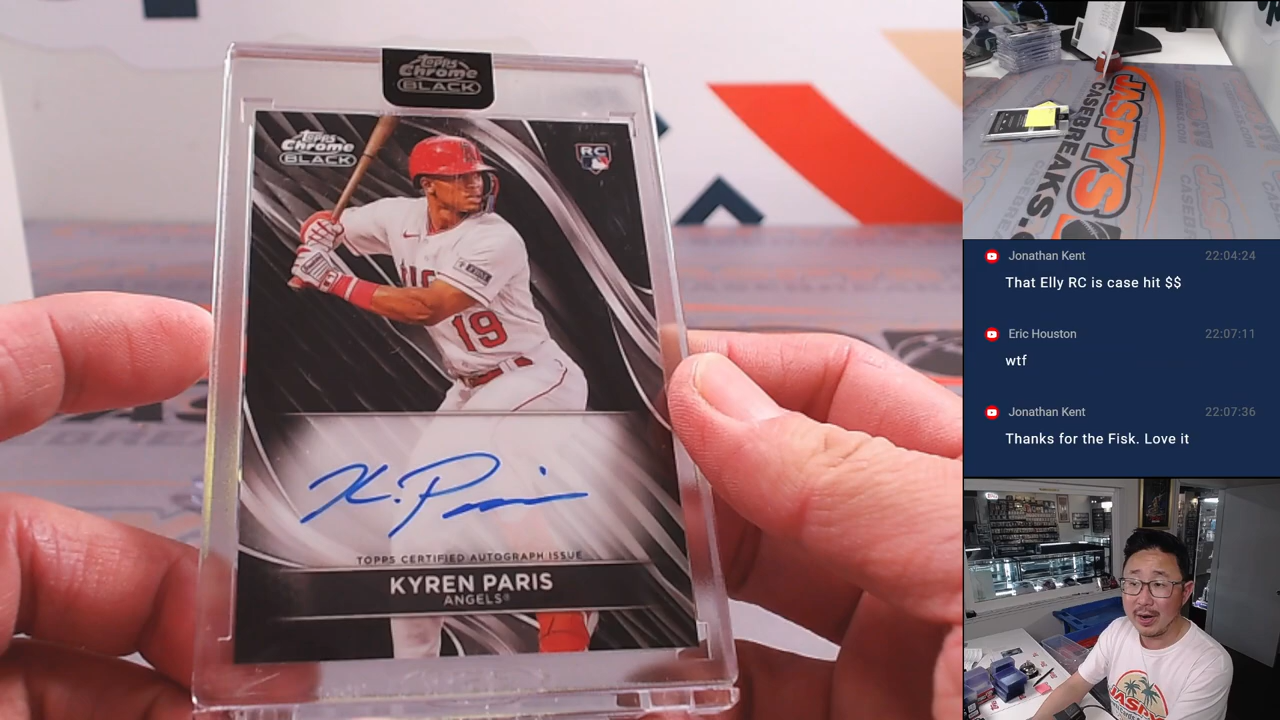 Topps
Chrome
BLACK
Topps
Chrome
BLACK
RC
19
K. Paris
TOPPS CERTIFIED AUTOGRAPH ISSUE
KYREN PARIS
ANGELS®
JASPYS
CASEBREAKS.COM
Jonathan Kent 22:04:24
That Elly RC is case hit $$
Eric Houston 22:07:11
wtf
Jonathan Kent 22:07:36
Thanks for the Fisk. Love it
JASPYS